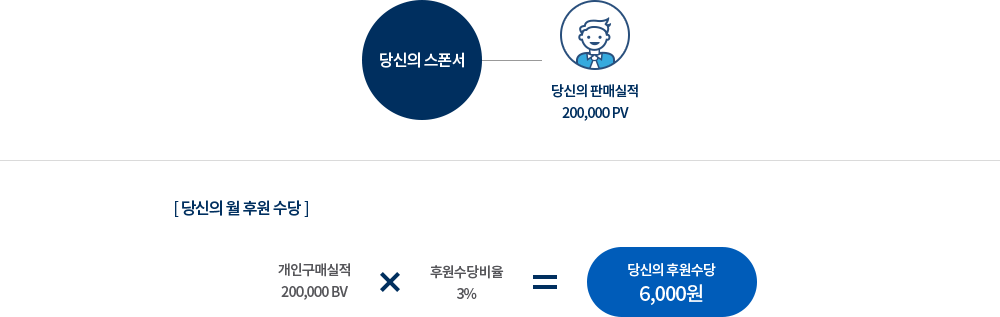 당신의 스폰서
당신의 판매실적
200,000 PV
[ 당신의 월 후원 수당 ]
개인구매실적
200,000 BV
×
후원수당비율
3%
=
당신의 후원수당
6,000원